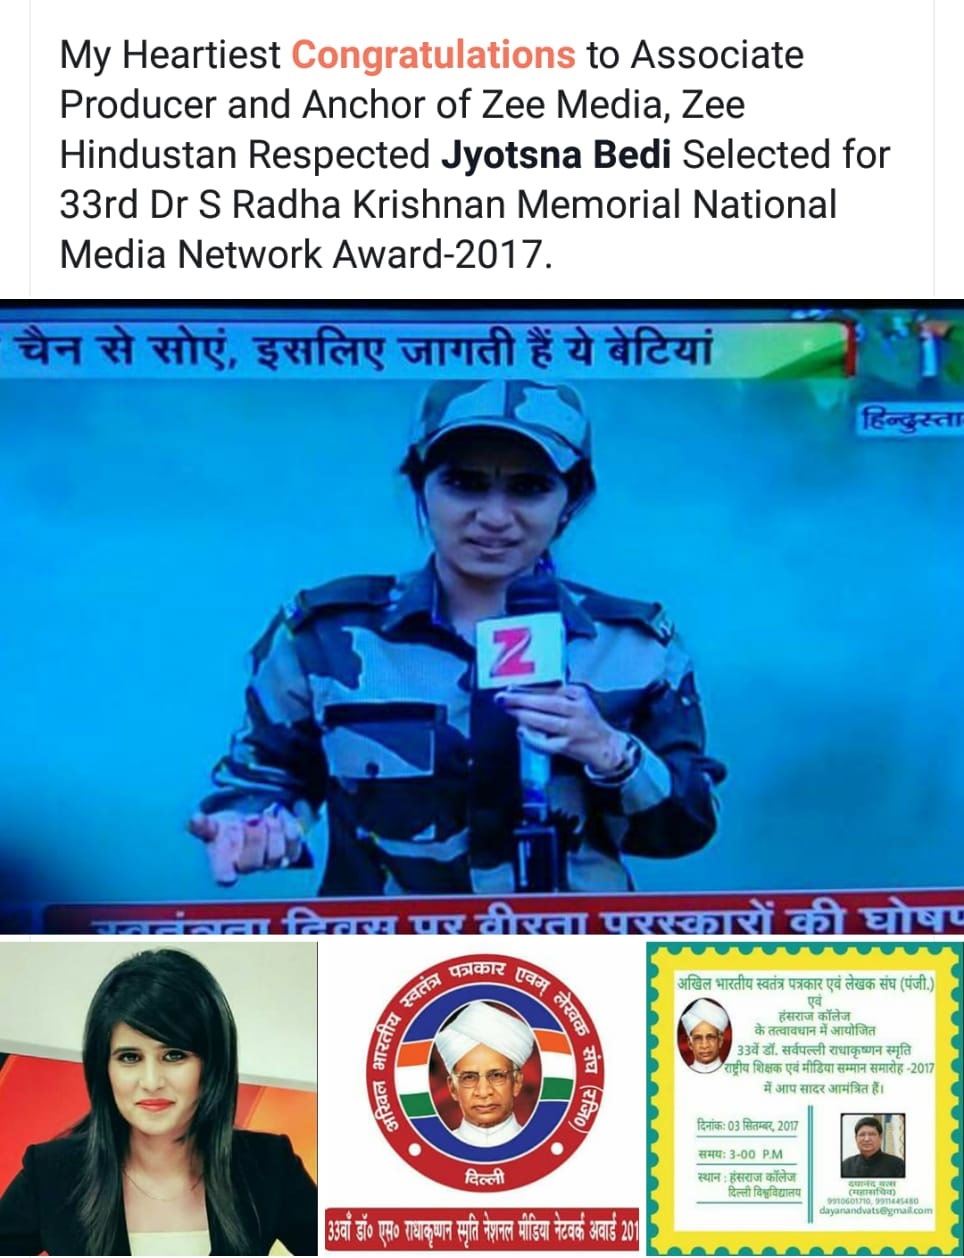 My Heartiest Congratulations to Associate
Producer and Anchor of Zee Media, Zee
Hindustan Respected Jyotsna Bedi Selected for
33rd Dr S Radha Krishnan Memorial National
Media Network Award-2017.
चैन से सोएं, इसलिए जागती हैं ये बेटियां
हिन्दुस्ता
Z
दिवस पर वीरता पुरस्कारों की घोष
अखिल भारतीय स्वतंत्र पत्रकार एवम् लेखक संघ (रजि०)
दिल्ली
33वां डॉ० एस० राधाकृष्णन स्मृति नेशनल मीडिया नेटवर्क अवार्ड 201
अखिल भारतीय स्वतंत्र पत्रकार एवं लेखक संघ (पंजी.)
एवं
हंसराज कॉलेज
के तत्वावधान में आयोजित
33वें डॉ. सर्वपल्ली राधाकृष्णन स्मृति
राष्ट्रीय शिक्षक एवं मीडिया सम्मान समारोह -2017
में आप सादर आमंत्रित हैं।
दिनांक: 03 सितम्बर, 2017
समय: 3-00 P.M
स्थान : हंसराज कॉलेज
दिल्ली विश्वविद्यालय
दयानंद वत्स
(महासचिव)
9910601710, 9911445480
dayanandvats@gmail.com